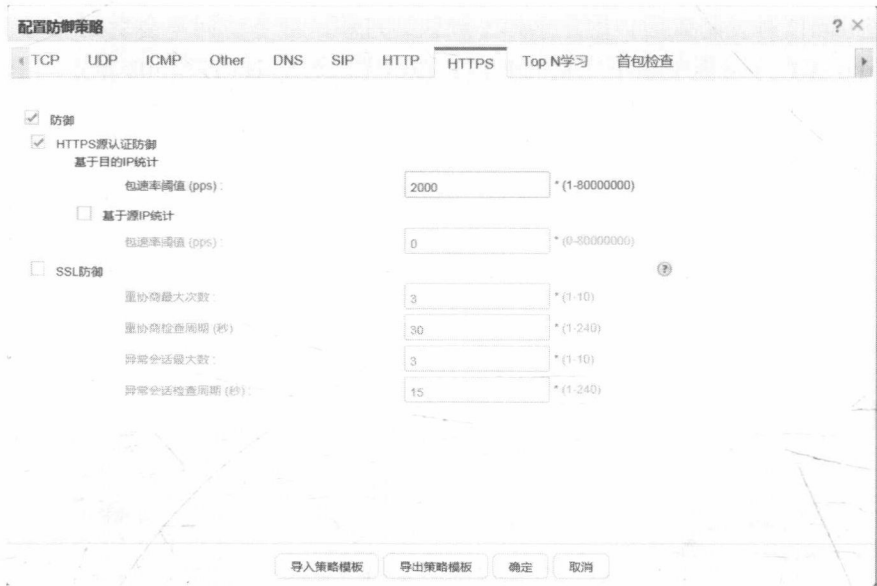 配置防御策略 ? ×
TCP UDP ICMP Other DNS SIP HTTP HTTPS Top N学习 首包检查
防御
HTTPS源认证防御
基于目的IP统计
包速率阈值 (pps) : 2000 * (1-80000000)
基于源IP统计
包速率阈值 (pps) : 0 * (0-80000000)
SSL防御 ?
重协商最大次数 : 3 * (1-10)
重协商检查周期 (秒) 30 * (1-240)
异常会话最大数 : 3 * (1-10)
异常会话检查周期 (秒) : 15 * (1-240)
导入策略模板 导出策略模板 确定 取消